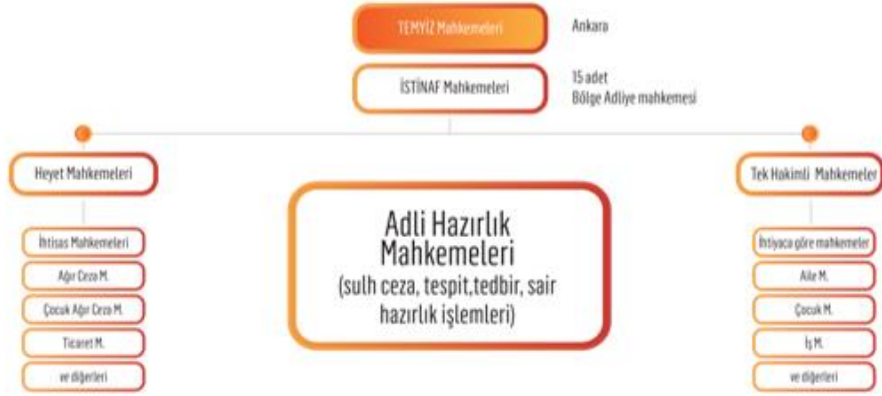 TEMYİZ Mahkemeleri
Ankara
İSTİNAF Mahkemeleri
15 adet
Bölge Adliye mahkemesi
Heyet Mahkemeleri
Tek Hakimli Mahkemeler
Adli Hazırlık
Mahkemeleri
(sulh ceza, tespit,tedbir, sair
hazırlık işlemleri)
İhtisas Mahkemeleri
Ağır Ceza M.
Çocuk Ağır Ceza M.
Ticaret M.
ve diğerleri
İhtiyaca göre mahkemeler
Aile M.
Çocuk M.
İş M.
ve diğerleri